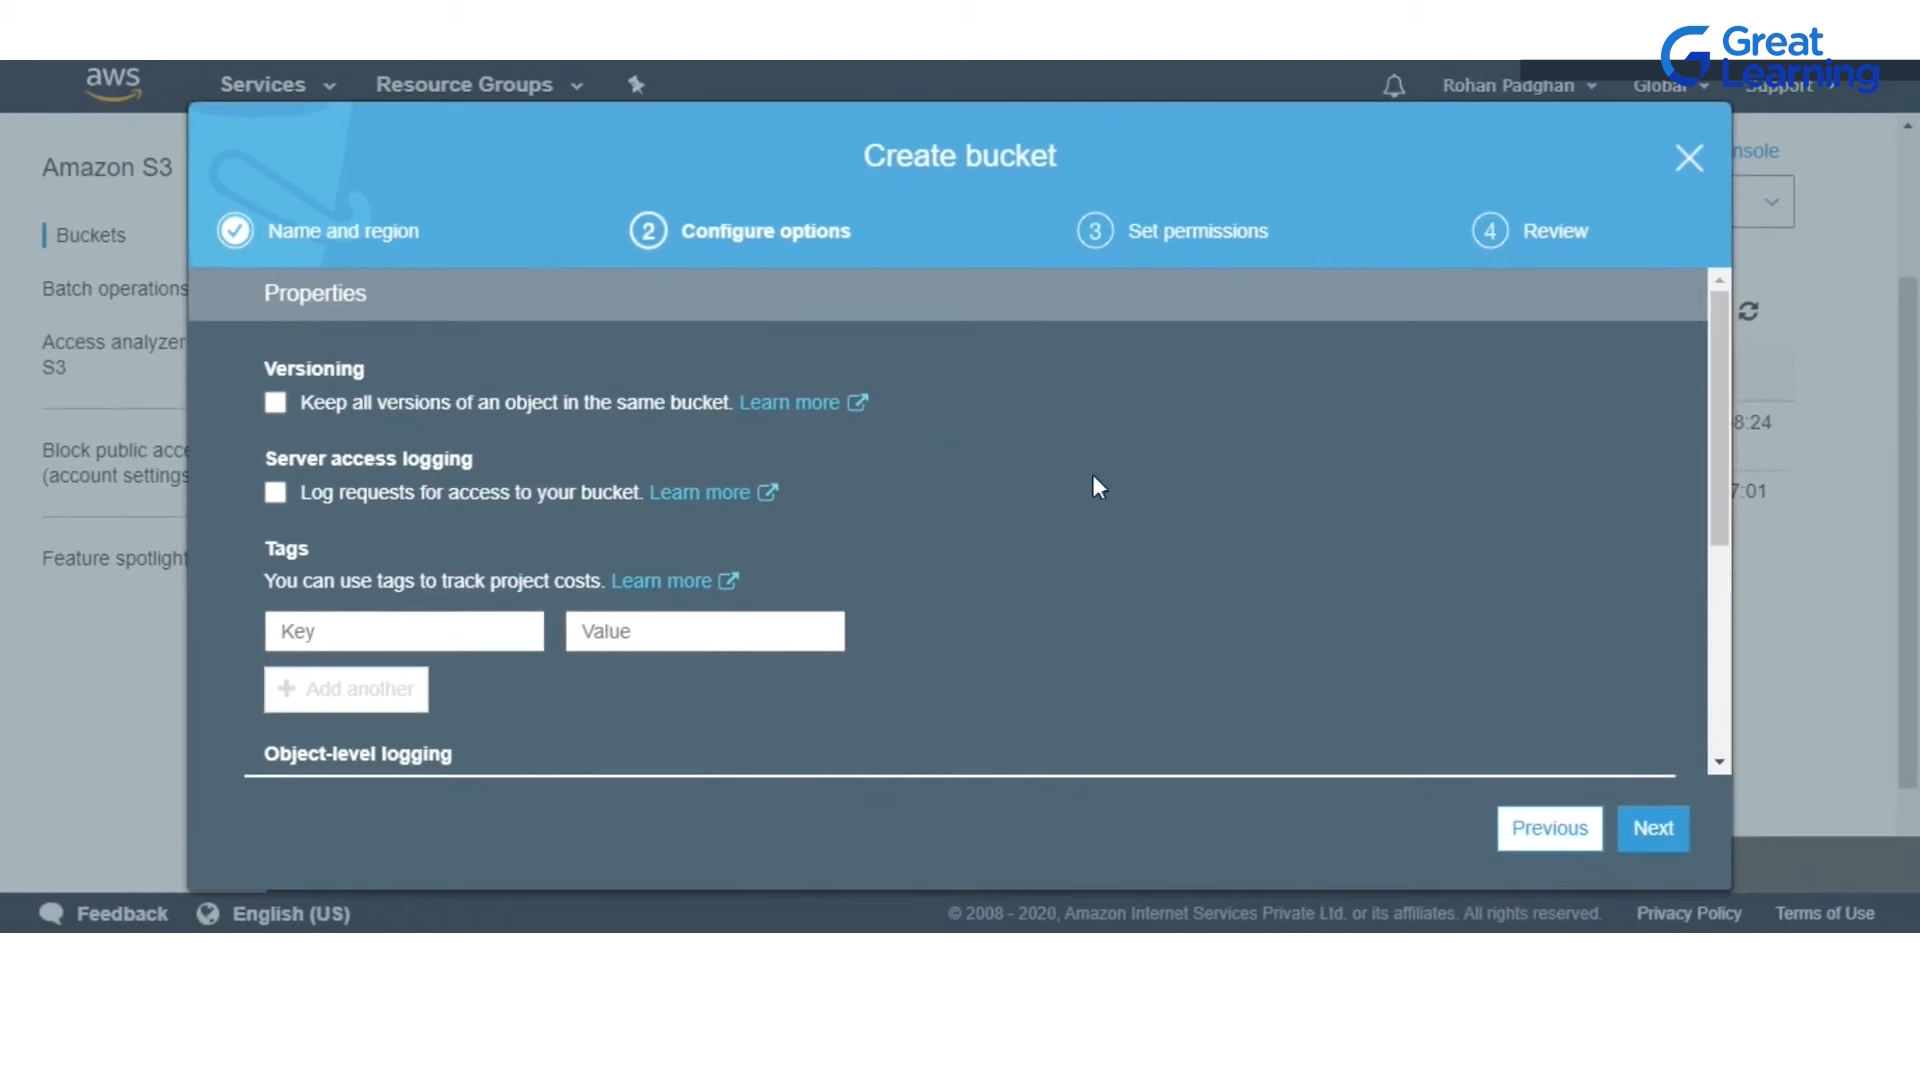 Great
Learning
aws
Services
Resource Groups
Rohan Padghan
Global
Support
Create bucket
Name and region
2
Configure options
3
Set permissions
4
Review
Amazon S3
Buckets
Batch operations
Access analyzer
S3
Block public acce
(account settings
Feature spotlight
nsole
8:24
7:01
Properties
Versioning
Keep all versions of an object in the same bucket. Learn more
Server access logging
Log requests for access to your bucket. Learn more
Tags
You can use tags to track project costs. Learn more
Key
Value
Add another
Object-level logging
Previous
Next
Feedback
English (US)
© 2008 - 2020, Amazon Internet Services Private Ltd. or its affiliates. All rights reserved.
Privacy Policy
Terms of Use